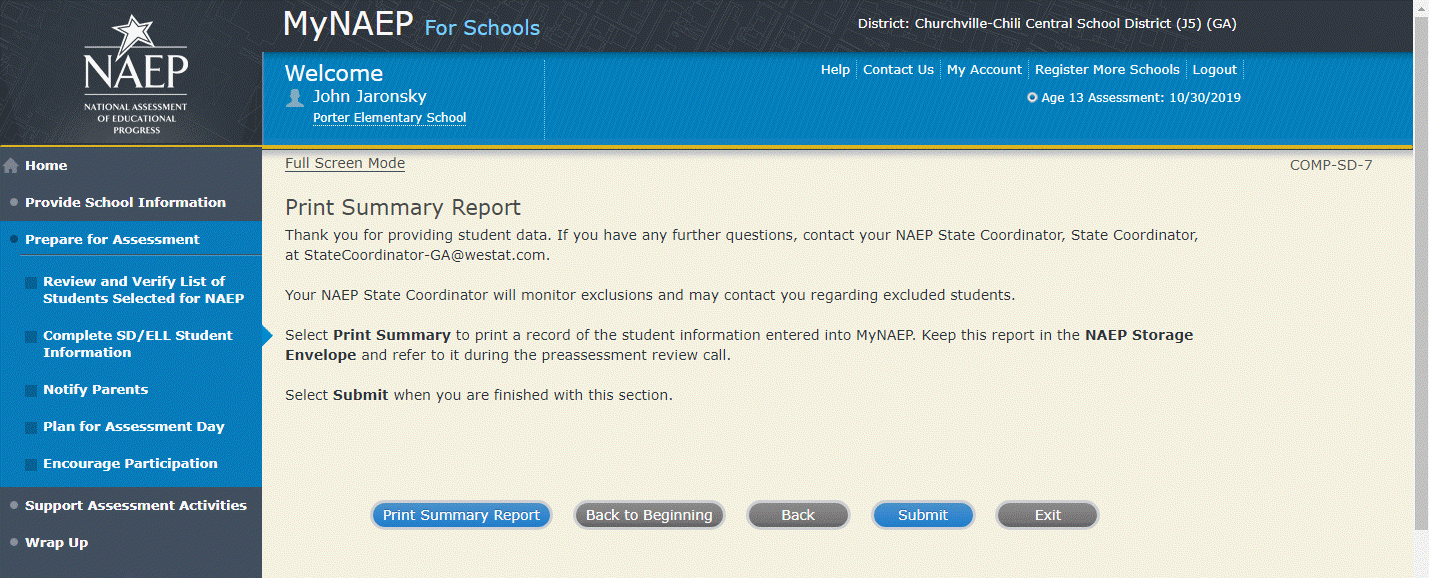 NAEP
NATIONAL ASSESSMENT
OF EDUCATIONAL
PROGRESS
MyNAEP For Schools
District: Churchville-Chili Central School District (J5) (GA)
Welcome
John Jaronsky
Porter Elementary School
Help Contact Us My Account Register More Schools Logout
Age 13 Assessment: 10/30/2019
Home
Provide School Information
Prepare for Assessment
Review and Verify List of
Students Selected for NAEP
Complete SD/ELL Student
Information
Notify Parents
Plan for Assessment Day
Encourage Participation
Support Assessment Activities
Wrap Up
Full Screen Mode
COMP-SD-7
Print Summary Report
Thank you for providing student data. If you have any further questions, contact your NAEP State Coordinator, State Coordinator,
at StateCoordinator-GA@westat.com.
Your NAEP State Coordinator will monitor exclusions and may contact you regarding excluded students.
Select Print Summary to print a record of the student information entered into MyNAEP. Keep this report in the NAEP Storage
Envelope and refer to it during the preassessment review call.
Select Submit when you are finished with this section.
Print Summary Report Back to Beginning Back Submit Exit